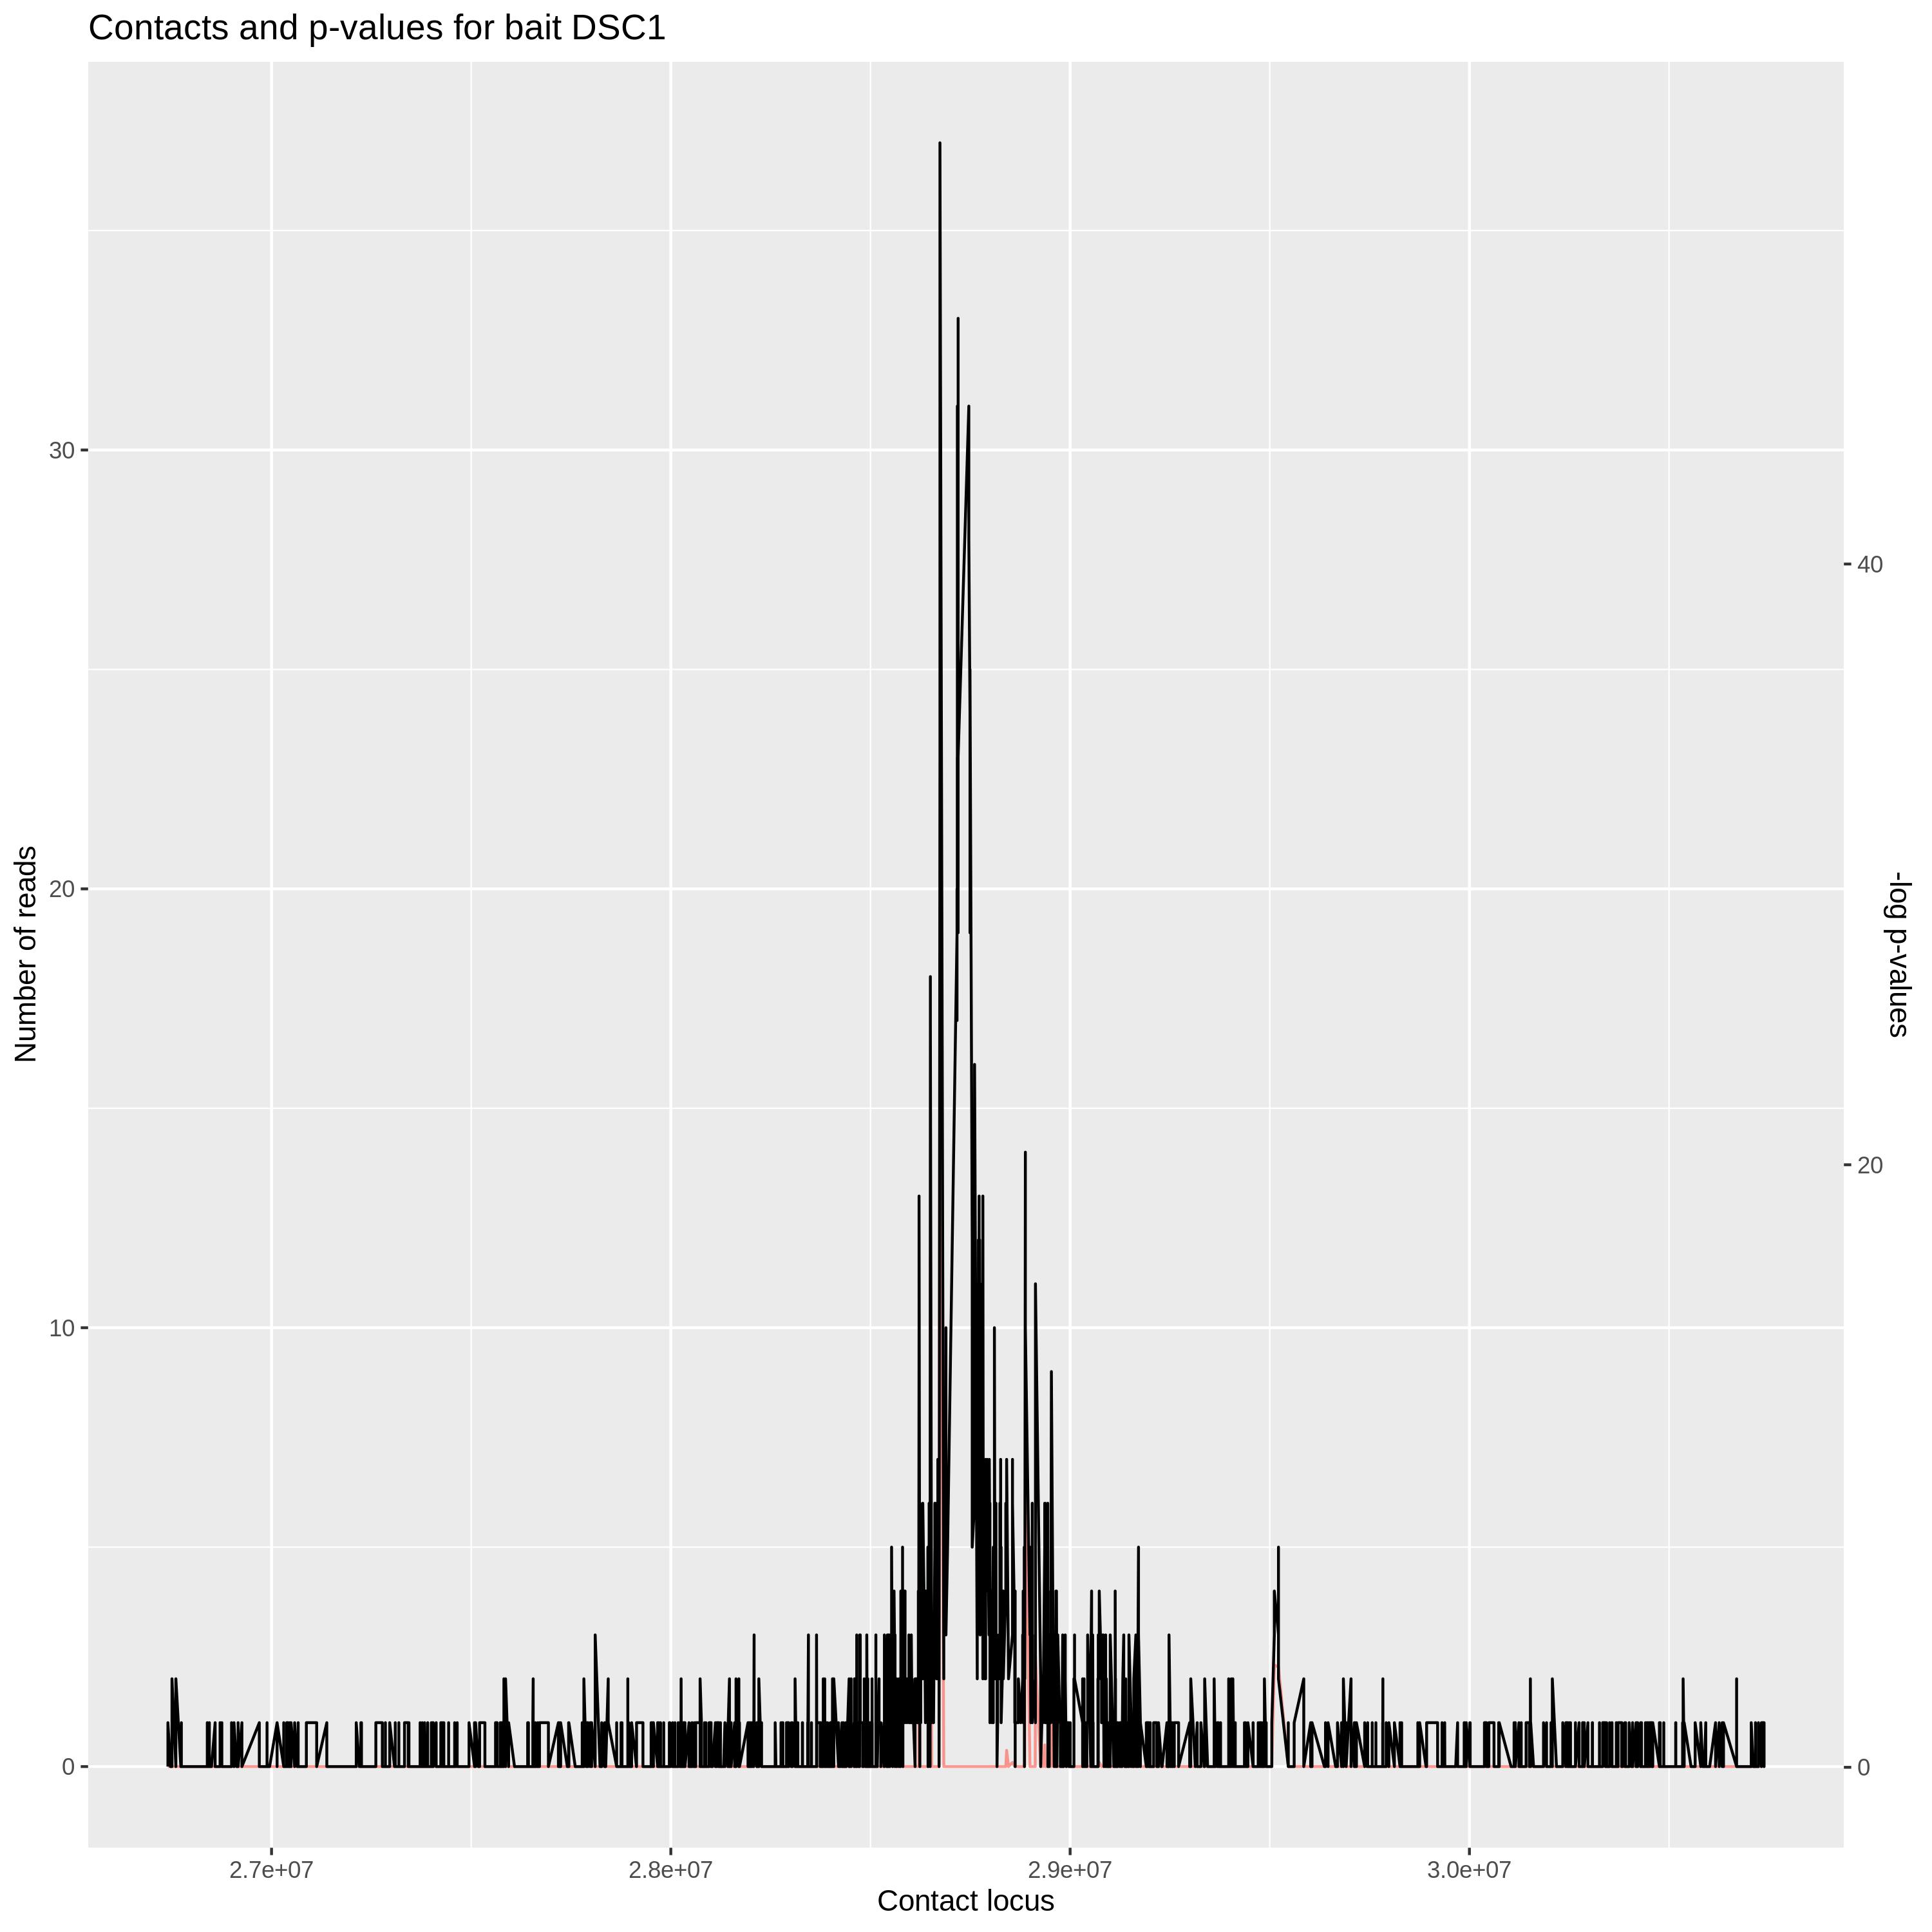 Contacts and p-values for bait DSC1
30
20
10
0
Number of reads
40
20
0
-log p-values
2.7e+07
2.8e+07
2.9e+07
3.0e+07
Contact locus